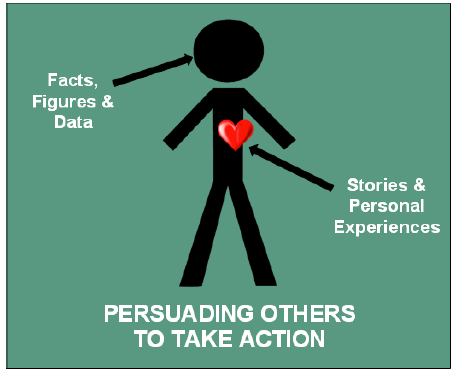 Facts,
Figures &
Data
Stories &
Personal
Experiences
PERSUADING OTHERS
TO TAKE ACTION